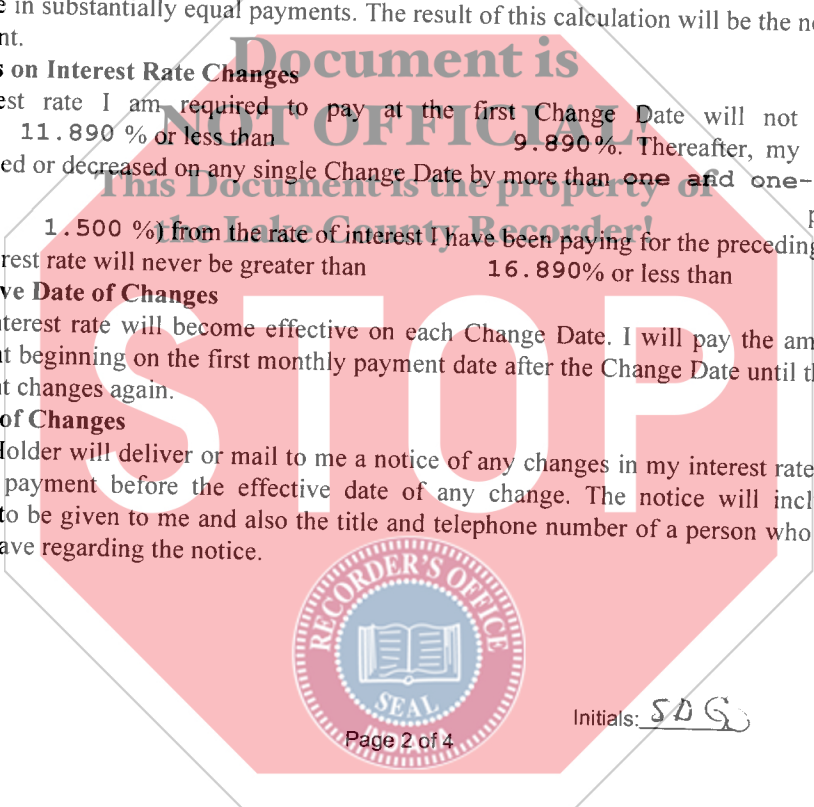 e in substantially equal payments. The result of this calculation will be the ne
nt.
Document is
s on Interest Rate Changes
est rate I am required to pay at the first Change Date will not
NOT OFFICIAL!
11.890 % or less than 9.890%. Thereafter, my
ed or decreased on any single Change Date by more than one and one-
This Document is the property of
the Lake County Recorder!
1.500 %) from the rate of interest I have been paying for the preceding
rest rate will never be greater than 16.890% or less than
ve Date of Changes
nterest rate will become effective on each Change Date. I will pay the am
t beginning on the first monthly payment date after the Change Date until th
t changes again.
STOP
of Changes
Holder will deliver or mail to me a notice of any changes in my interest rate
payment before the effective date of any change. The notice will incl
to be given to me and also the title and telephone number of a person who
ave regarding the notice.
RECORDER'S OFFICE
SEAL
INDIANA
Initials: SDG
Page 2 of 4